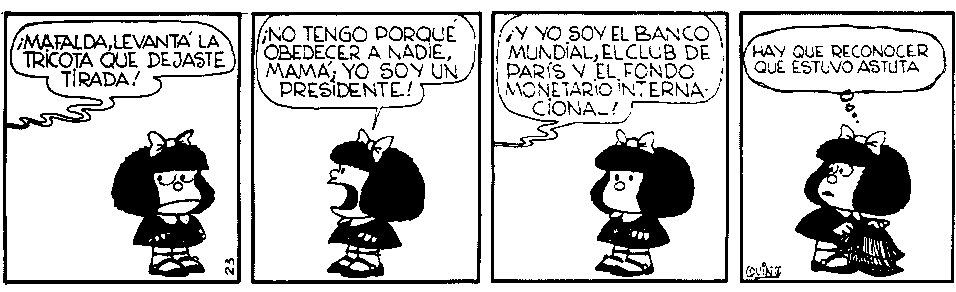 ¡MAFALDA, LEVANTÁ LA
TRICOTA QUE DEJASTE
TIRADA!
23
¡NO TENGO PORQUÉ
OBEDECER A NADIE,
MAMÁ; YO SOY UN
PRESIDENTE!
¡Y YO SOY EL BANCO
MUNDIAL, EL CLUB DE
PARÍS Y EL FONDO
MONETARIO INTERNA-
CIONA_!
HAY QUE RECONOCER
QUE ESTUVO ASTUTA
QUINO